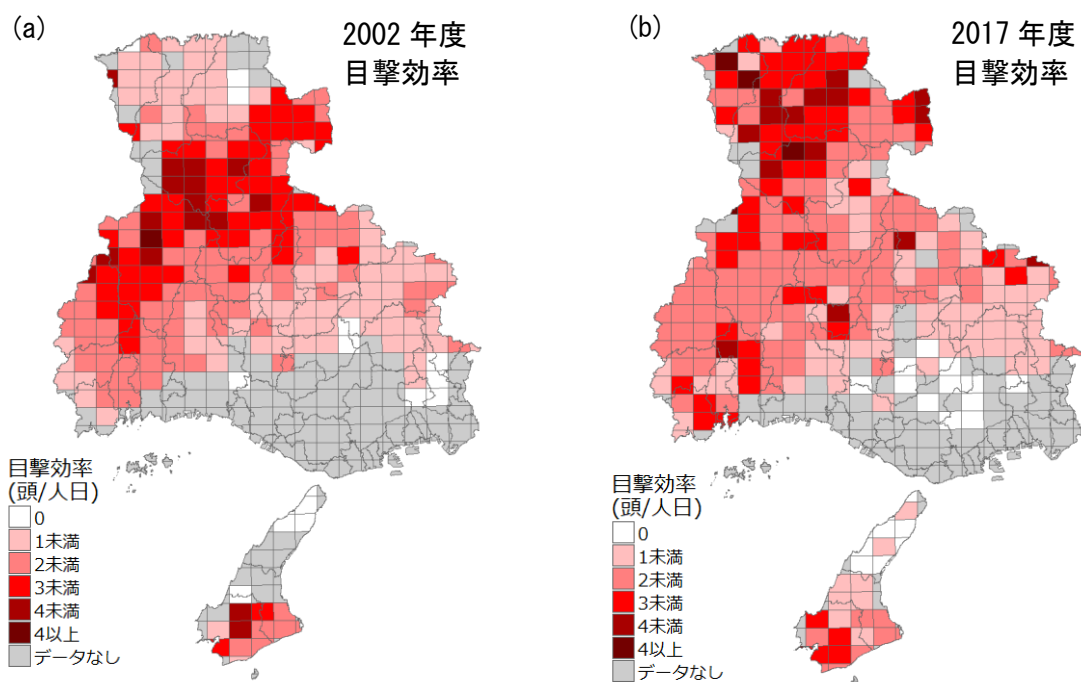 (a)
2002 年度
目撃効率
目撃効率
(頭/人日)
0
1未満
2未満
3未満
4未満
4以上
データなし
(b)
2017 年度
目撃効率
目撃効率
(頭/人日)
0
1未満
2未満
3未満
4未満
4以上
データなし